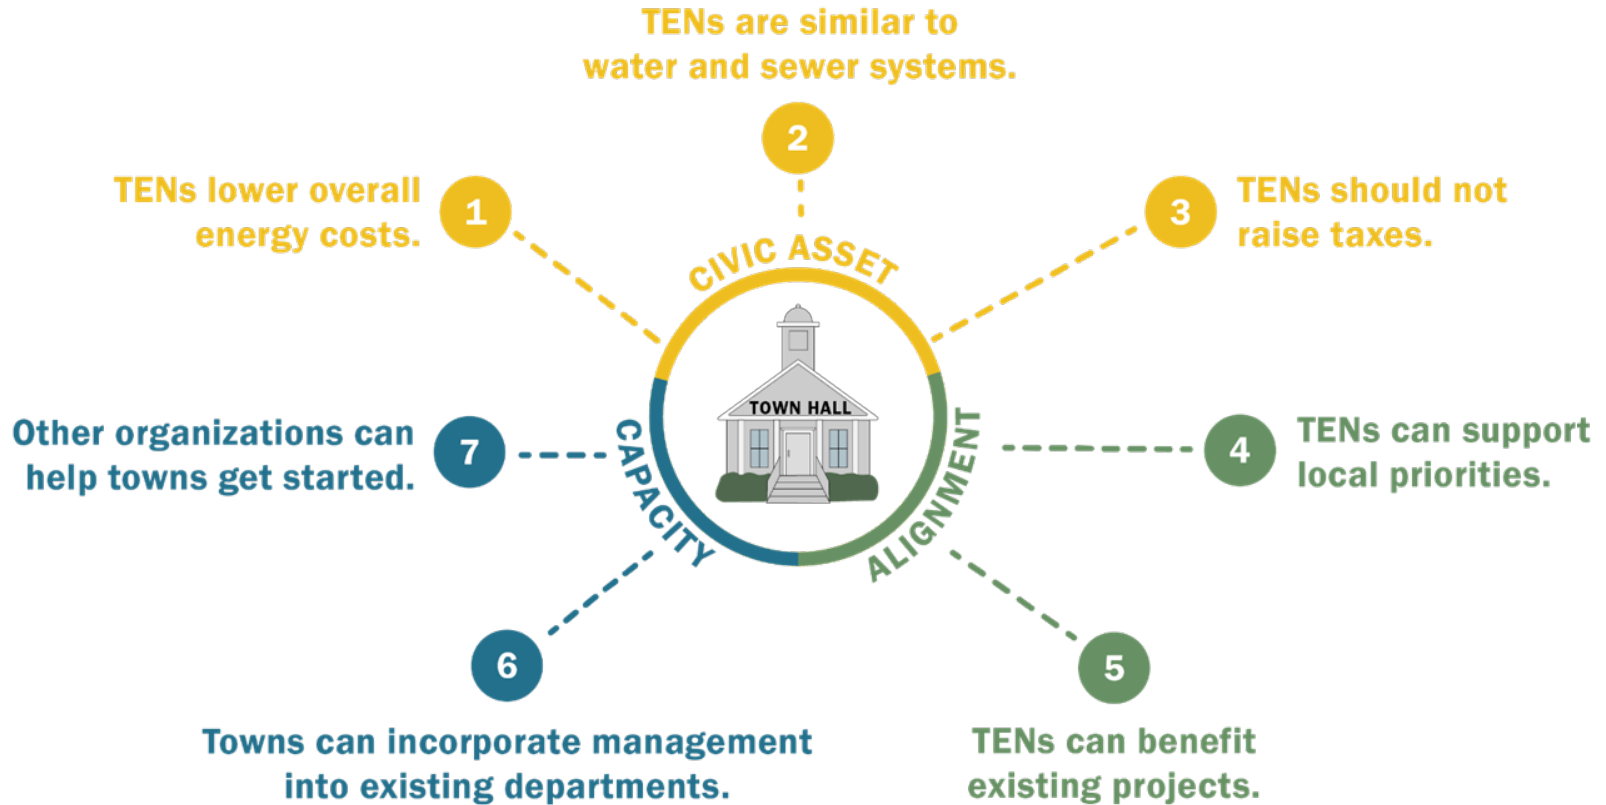 TENs are similar to
water and sewer systems.
2
TENs lower overall
energy costs.
1
3
TENs should not
raise taxes.
CIVIC ASSET
TOWN HALL
Other organizations can
help towns get started.
7
CAPACITY
ALIGNMENT
4
TENs can support
local priorities.
6
Towns can incorporate management
into existing departments.
5
TENs can benefit
existing projects.